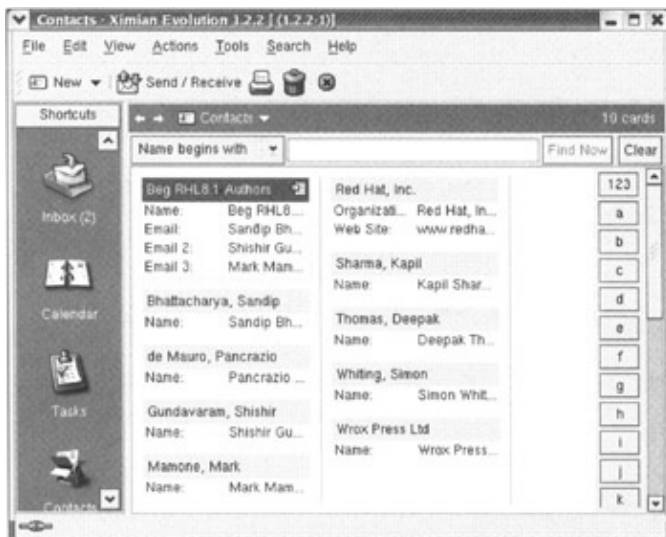 Contacts - Ximian Evolution 1.2.2 [ (1.2.2-1)]
File Edit View Actions Tools Search Help
New Send / Receive
Shortcuts
Contacts 10 cards
Name begins with Find Now Clear
Inbox (2)
Calendar
Tasks
Contacts
Beg RHL8.1 Authors
Name: Beg RHL8...
Email: Sandip Bh...
Email 2: Shishir Gu...
Email 3: Mark Mam...
Bhattacharya, Sandip
Name: Sandip Bh...
de Mauro, Pancrazio
Name: Pancrazio ...
Gundavaram, Shishir
Name: Shishir Gu...
Mamone, Mark
Name: Mark Mam...
Red Hat, Inc.
Organizati... Red Hat, In...
Web Site: www.redha...
Sharma, Kapil
Name: Kapil Shar...
Thomas, Deepak
Name: Deepak Th...
Whiting, Simon
Name: Simon Whit...
Wrox Press Ltd
Name: Wrox Press...
123
a
b
c
d
e
f
g
h
i
j
k